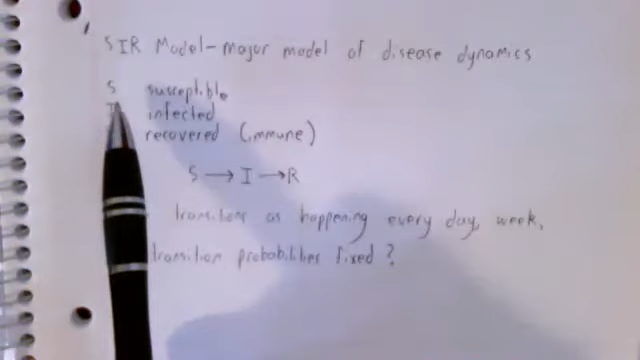 SIR Model-major model of disease dynamics
S susceptible
I infected
recovered (immune)
S → I → R
transitions as happening every day, week,
transition probabilities fixed?